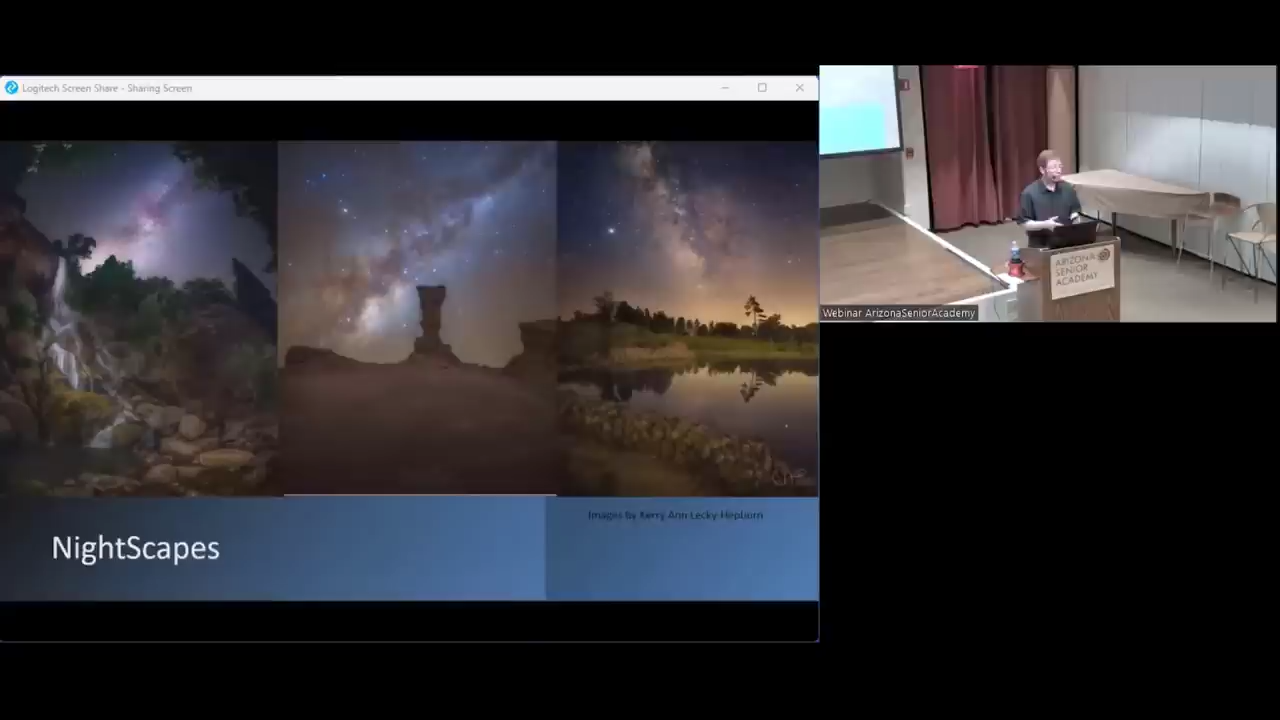 Logitech Screen Share - Sharing Screen
NightScapes
Images By Kerry Ann Lecky Hepburn
ARIZONA
SENIOR
ACADEMY
Webinar ArizonaSeniorAcademy